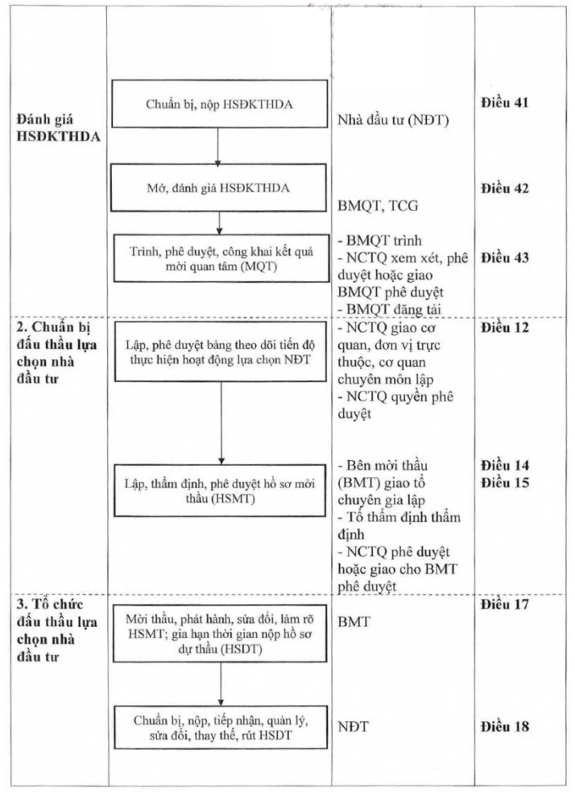 Đánh giá
HSĐKTHDA
Chuẩn bị, nộp HSĐKTHDA
Nhà đầu tư (NĐT)
Điều 41
Mở, đánh giá HSĐKTHDA
BMQT, TCG
Điều 42
Trình, phê duyệt, công khai kết quả
mời quan tâm (MQT)
- BMQT trình
- NCTQ xem xét, phê
duyệt hoặc giao
BMQT phê duyệt
- BMQT đăng tải
Điều 43
2. Chuẩn bị
đấu thầu lựa
chọn nhà
đầu tư
Lập, phê duyệt bảng theo dõi tiến độ
thực hiện hoạt động lựa chọn NĐT
- NCTQ giao cơ
quan, đơn vị trực
thuộc, cơ quan
chuyên môn lập
- NCTQ quyền phê
duyệt
Điều 12
Lập, thẩm định, phê duyệt hồ sơ mời
thầu (HSMT)
- Bên mời thầu
(BMT) giao tổ
chuyên gia lập
- Tổ thẩm định thẩm
định
- NCTQ phê duyệt
hoặc giao cho BMT
phê duyệt
Điều 14
Điều 15
3. Tổ chức
đấu thầu lựa
chọn nhà
đầu tư
Mời thầu, phát hành, sửa đổi, làm rõ
HSMT; gia hạn thời gian nộp hồ sơ
dự thầu (HSDT)
BMT
Điều 17
Chuẩn bị, nộp, tiếp nhận, quản lý,
sửa đổi, thay thế, rút HSDT
NĐT
Điều 18